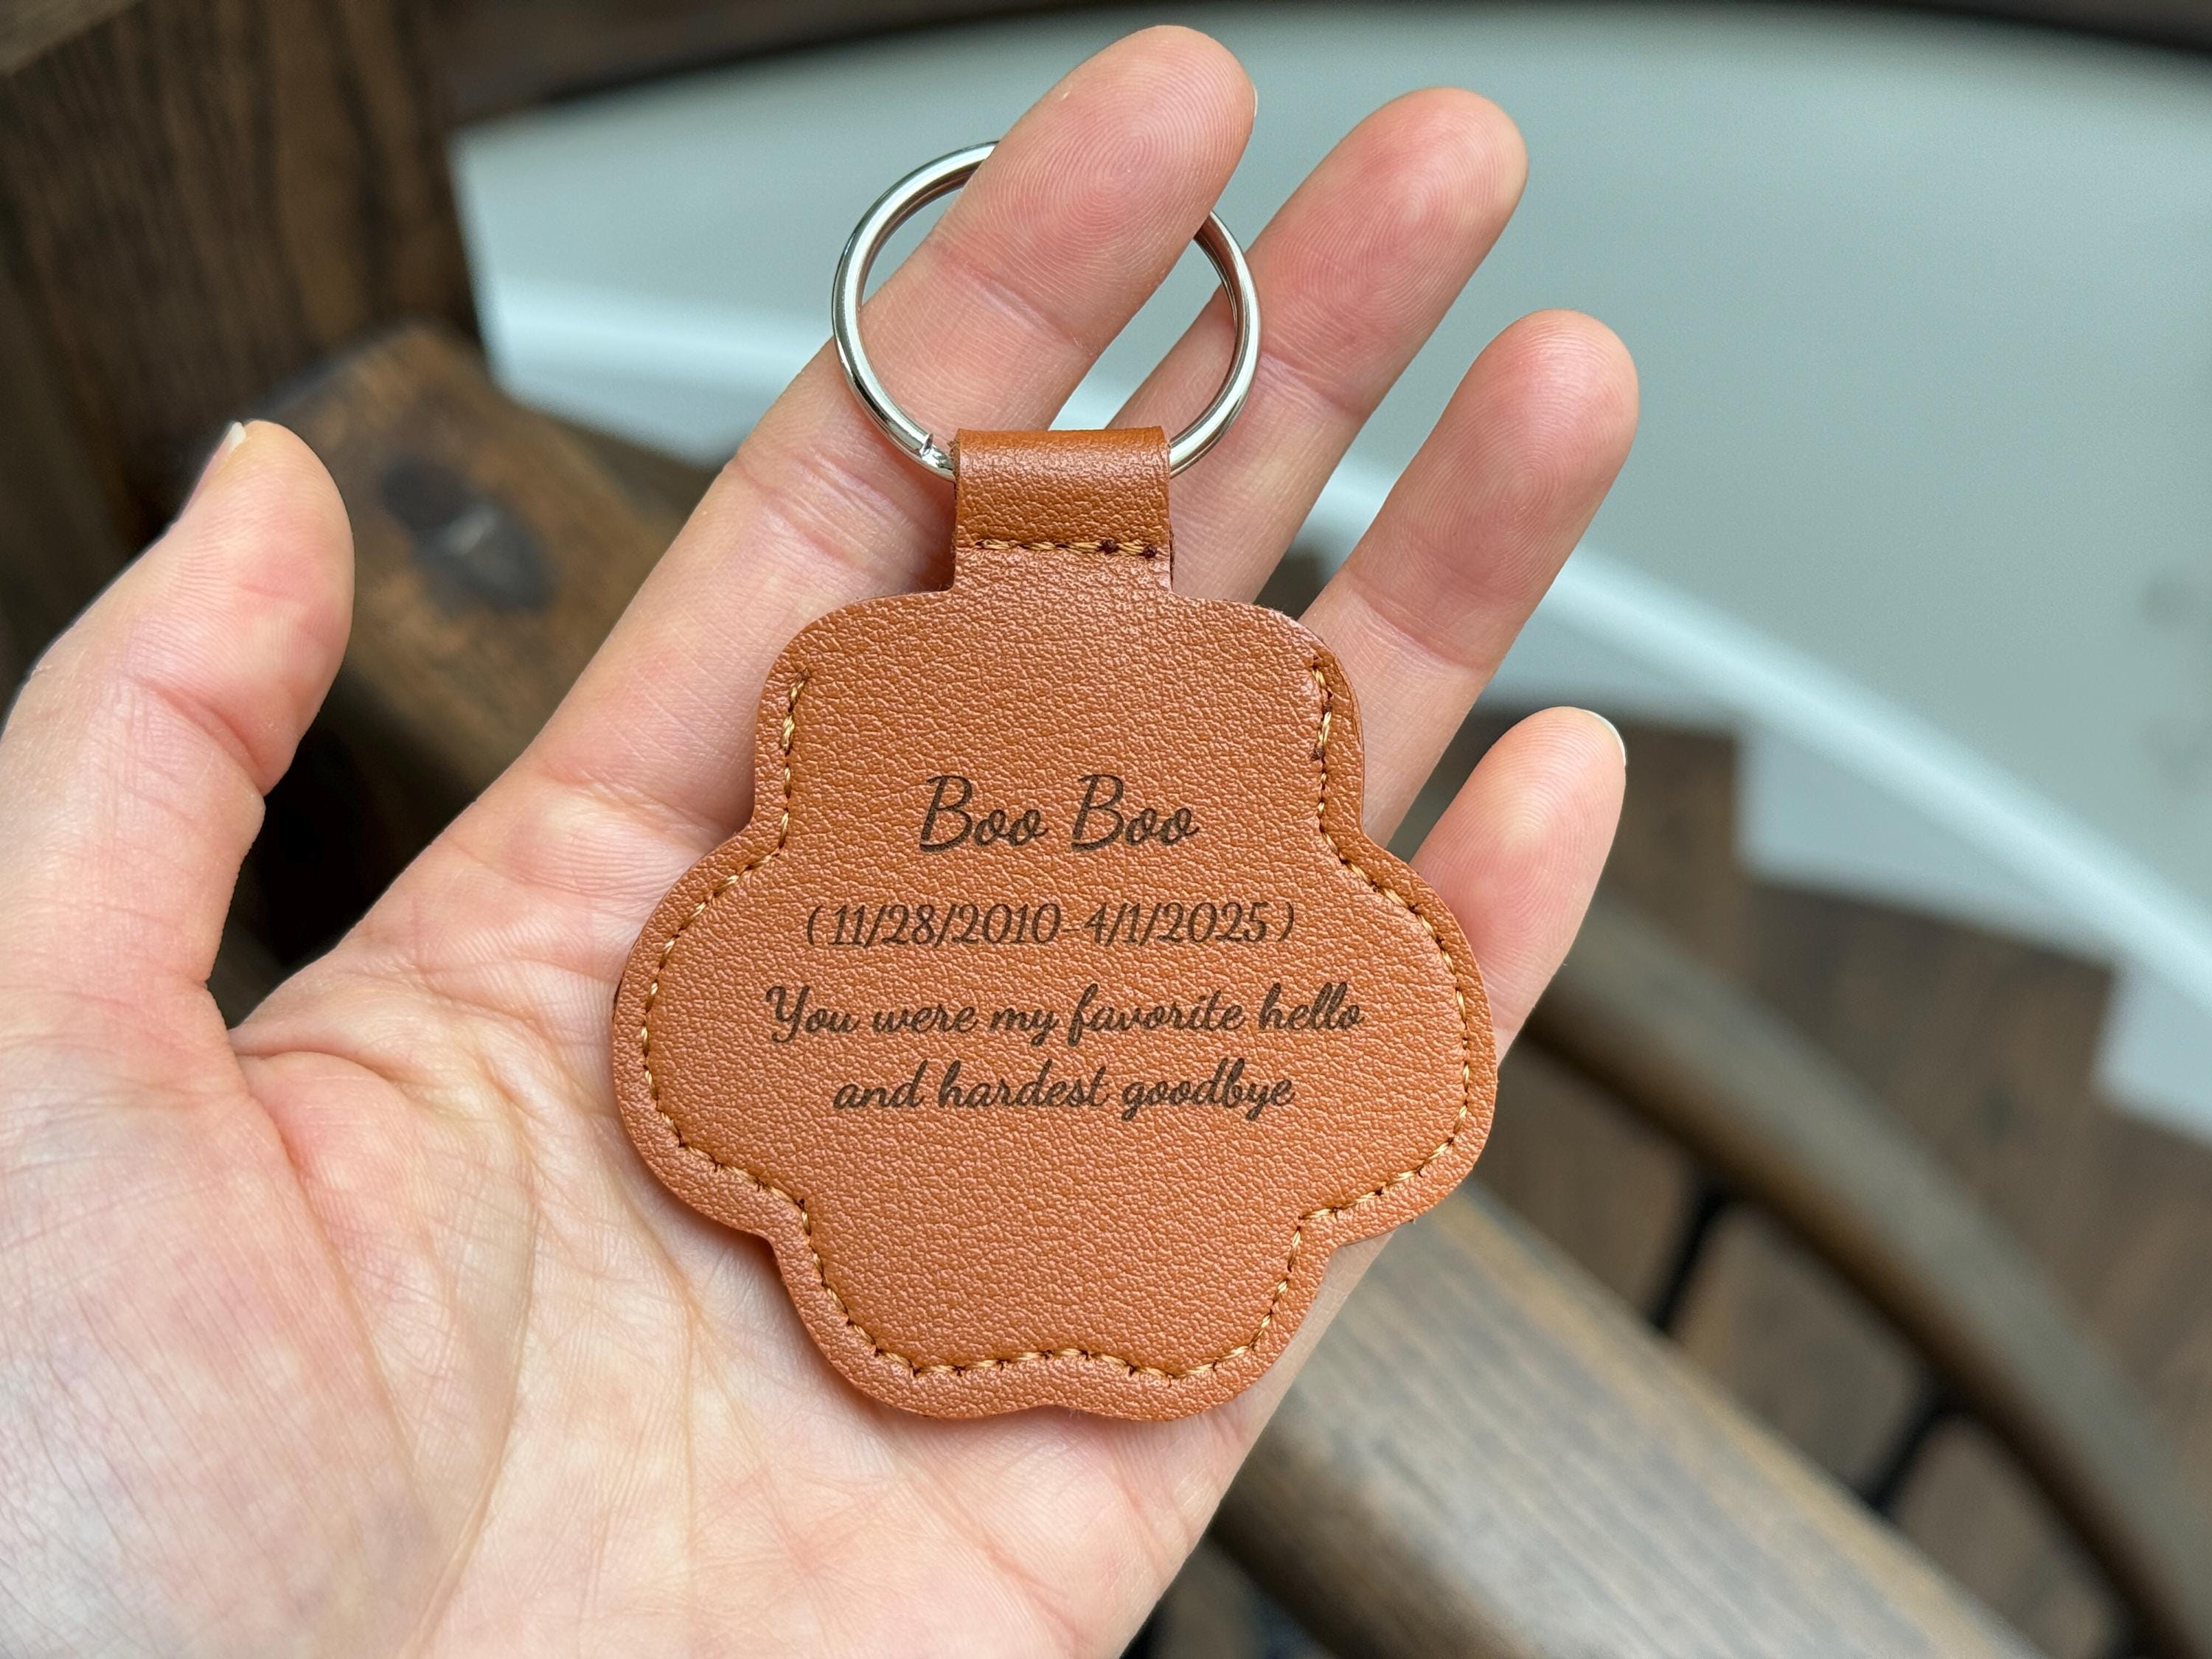 Boo Boo
(11/28/2010-4/1/2025)
You were my favorite hello
and hardest goodbye